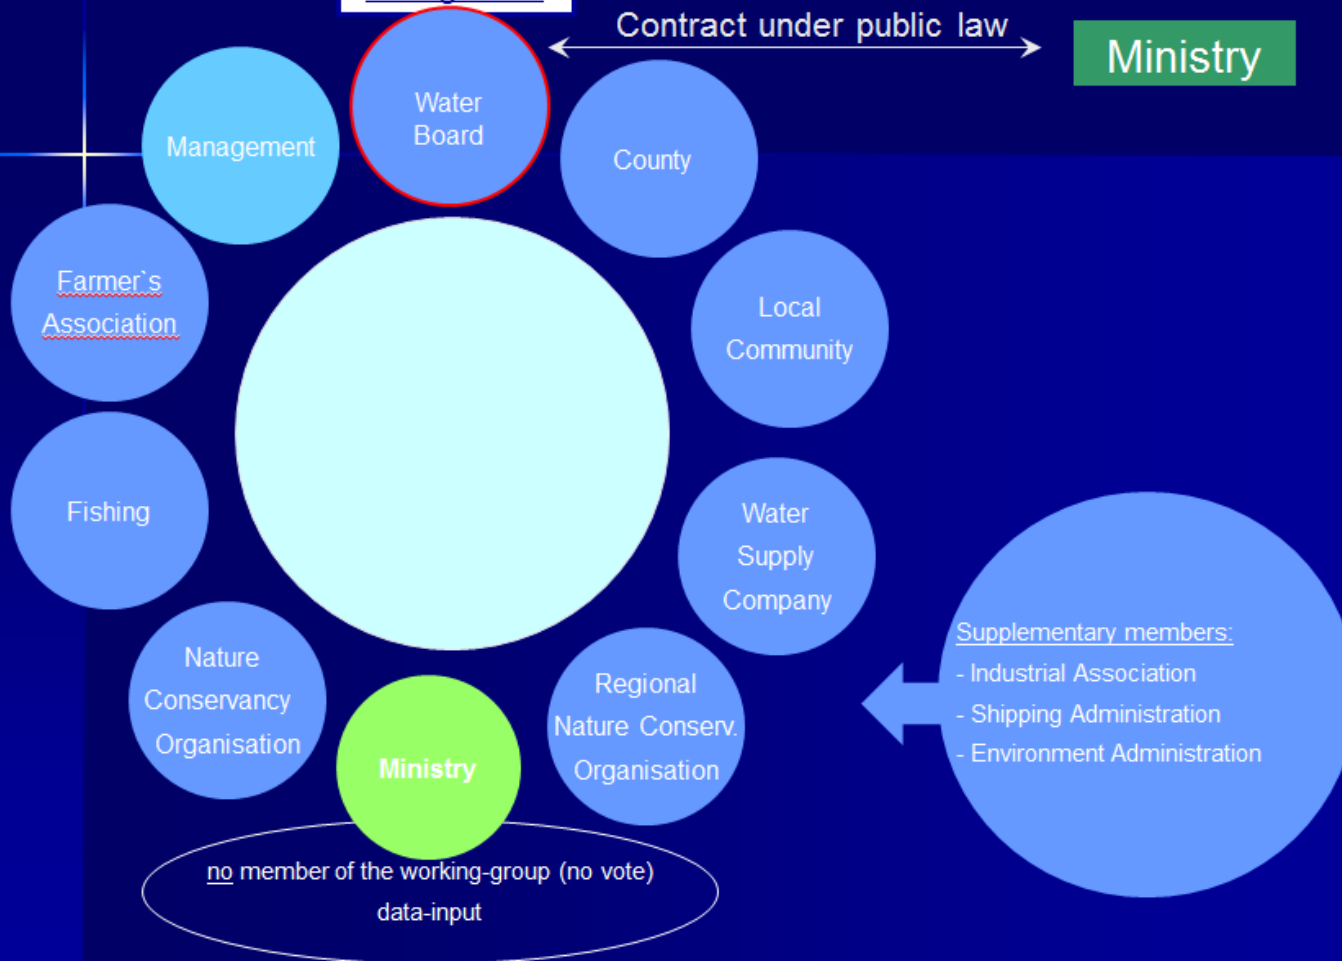 Contract under public law
Ministry
Water
Board
Management
County
Farmer`s
Association
Local
Community
Fishing
Water
Supply
Company
Nature
Conservancy
Organisation
Ministry
Regional
Nature Conserv.
Organisation
Supplementary members:
- Industrial Association
- Shipping Administration
- Environment Administration
no member of the working-group (no vote)
data-input